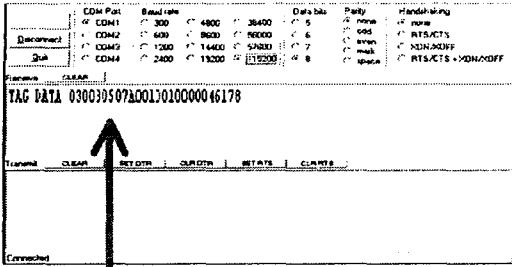 COM Port Baud rate Data bits Parity Handshaking
COM1 300 4800 38400 5 none none
Disconnect COM2 600 9600 56000 6 odd RTS/CTS
COM3 1200 14400 57600 7 even XON/XOFF
Quit COM4 2400 19200 115200 8 mark RTS/CTS +XON/XOFF
space
Receive CLEAR
TAG DATA
Transmit CLEAR SET DTR CLR DTR SET RTS CLR RTS
Connected